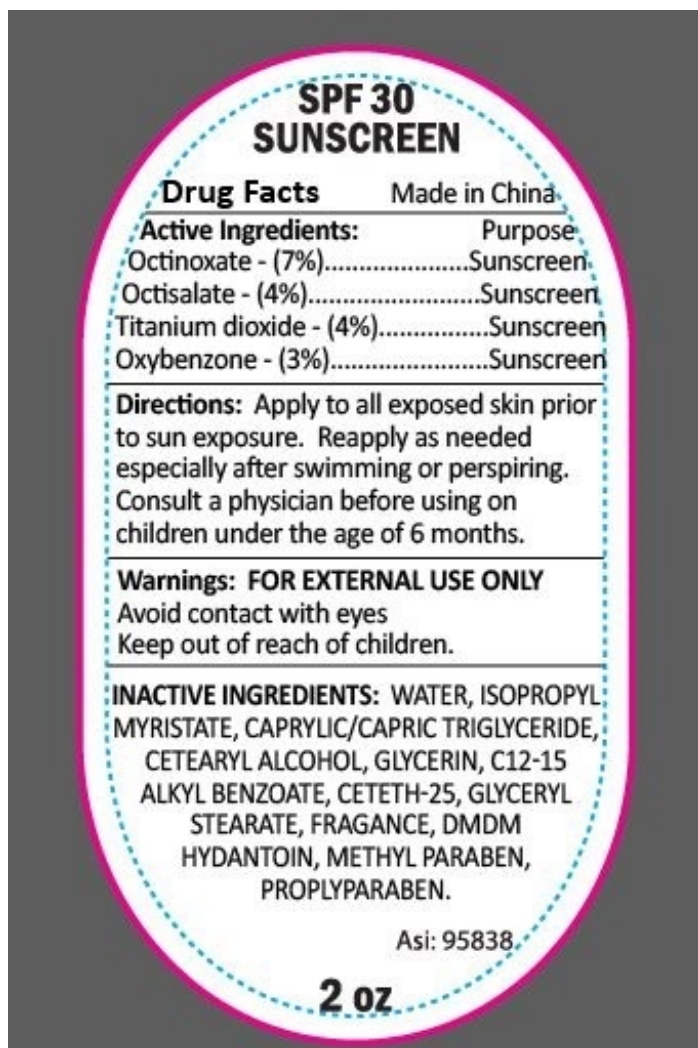 SPF 30
SUNSCREEN
Drug Facts Made in China
Active Ingredients: Purpose
Octinoxate - (7%)......................Sunscreen
Octisalate - (4%).........................Sunscreen
Titanium dioxide - (4%)................Sunscreen
Oxybenzone - (3%).......................Sunscreen
Directions: Apply to all exposed skin prior
to sun exposure. Reapply as needed
especially after swimming or perspiring.
Consult a physician before using on
children under the age of 6 months.
Warnings: FOR EXTERNAL USE ONLY
Avoid contact with eyes
Keep out of reach of children.
INACTIVE INGREDIENTS: WATER, ISOPROPYL
MYRISTATE, CAPRYLIC/CAPRIC TRIGLYCERIDE,
CETEARYL ALCOHOL, GLYCERIN, C12-15
ALKYL BENZOATE, CETETH-25, GLYCERYL
STEARATE, FRAGANCE, DMDM
HYDANTOIN, METHYL PARABEN,
PROPLYPARABEN.
Asi: 95838
2 oz